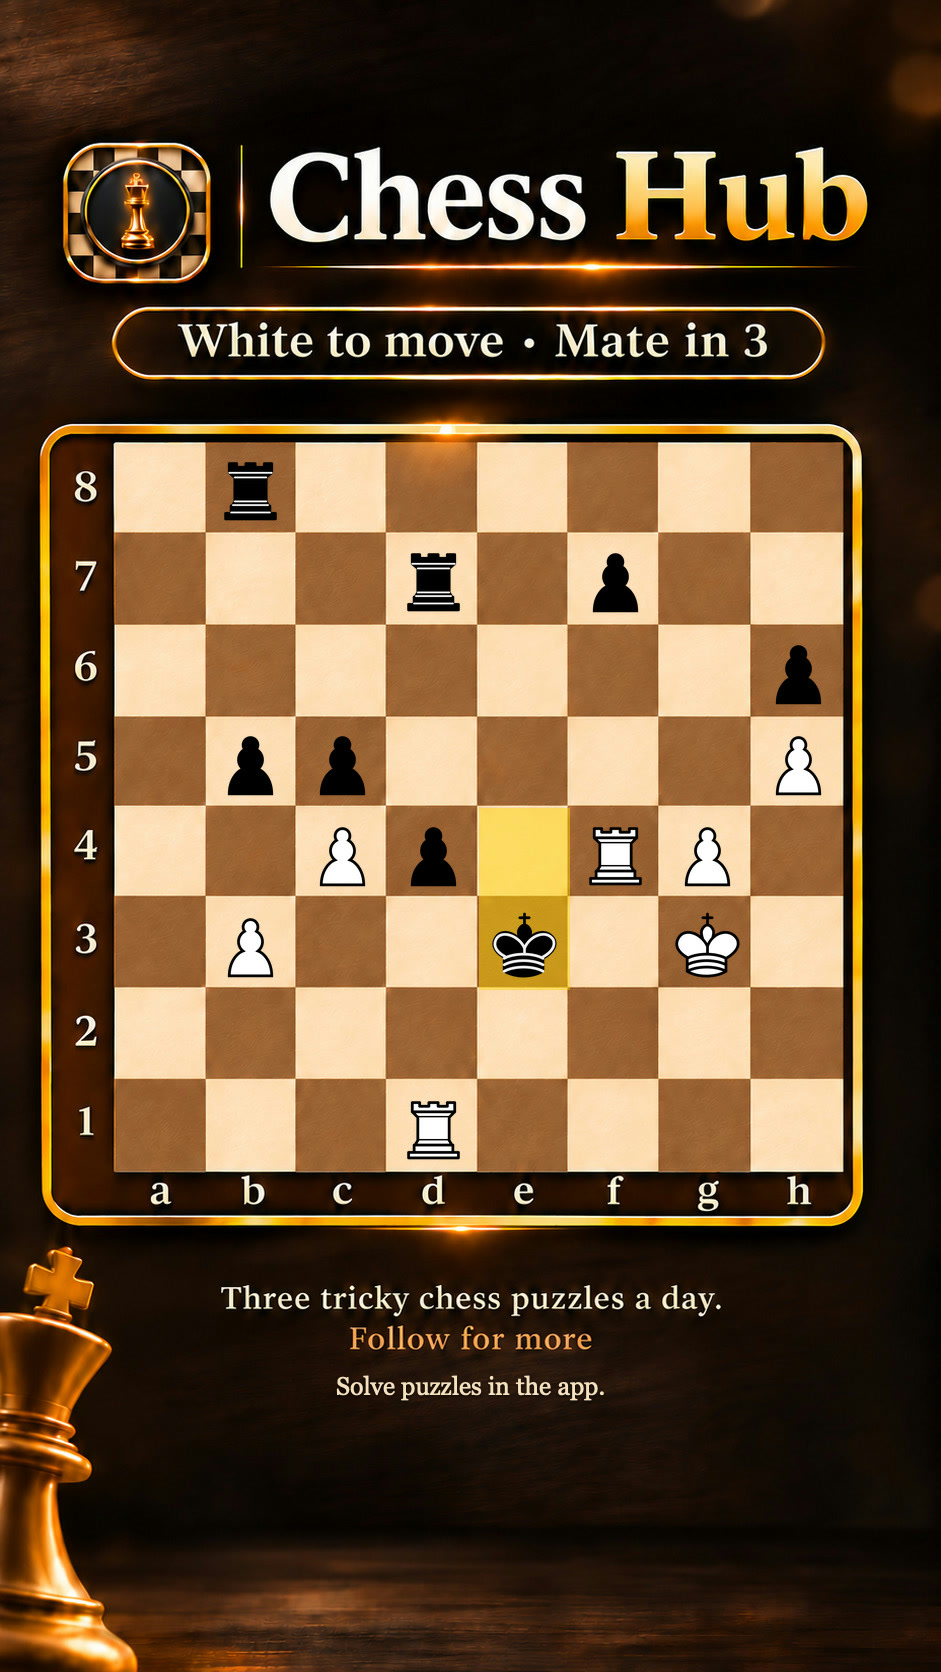 Chess Hub
White to move • Mate in 3
8
7
6
5
4
3
2
1
a b c d e f g h
Three tricky chess puzzles a day.
Follow for more
Solve puzzles in the app.